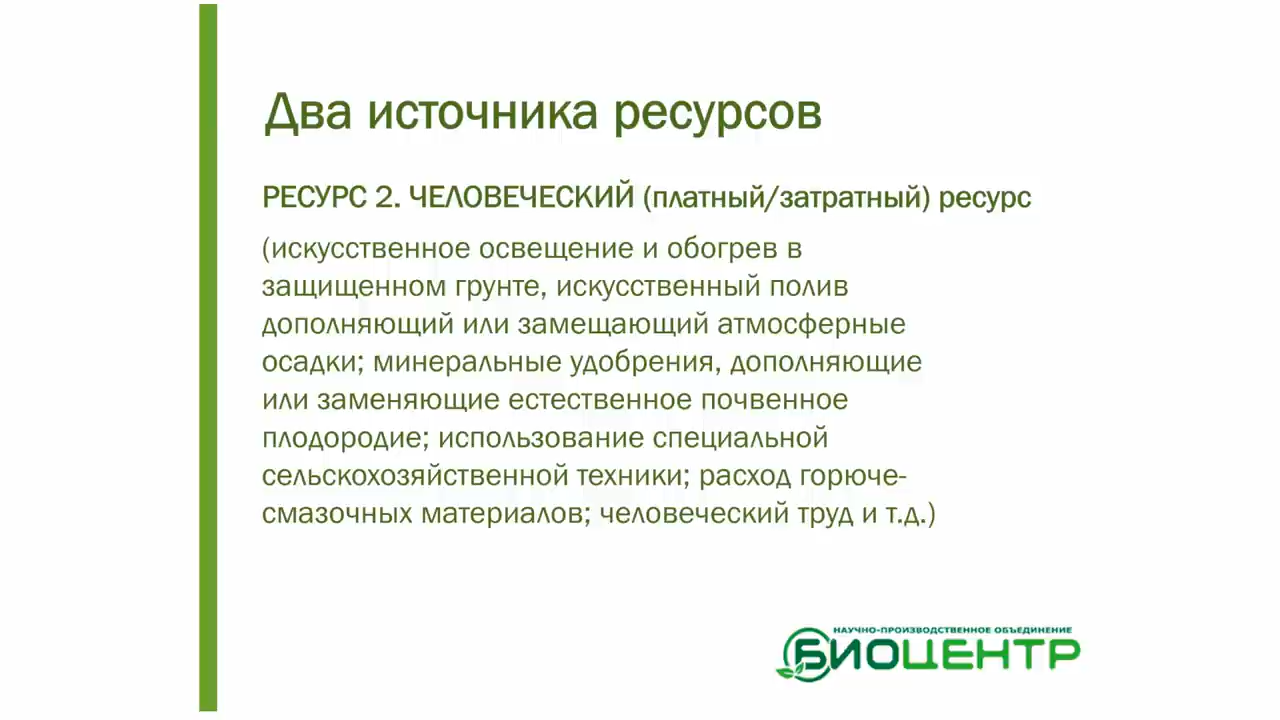 Два источника ресурсов
РЕСУРС 2. ЧЕЛОВЕЧЕСКИЙ (платный/затратный) ресурс
(искусственное освещение и обогрев в
защищенном грунте, искусственный полив
дополняющий или замещающий атмосферные
осадки; минеральные удобрения, дополняющие
или заменяющие естественное почвенное
плодородие; использование специальной
сельскохозяйственной техники; расход горюче-
смазочных материалов; человеческий труд и т.д.)
НАУЧНО-ПРОИЗВОДСТВЕННОЕ ОБЪЕДИНЕНИЕ
БИОЦЕНТР